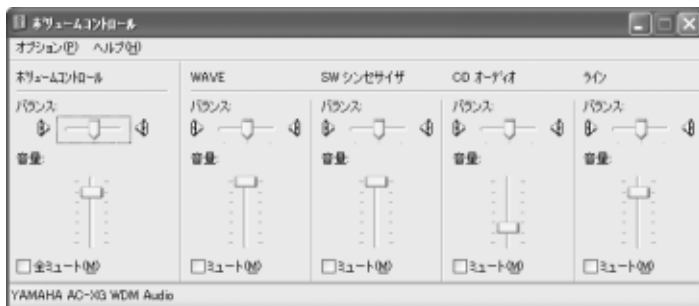 ボリュームコントロール
オプション(P) ヘルプ(H)
ボリュームコントロール WAVE SW シンセサイザ CD オーディオ ライン
バランス: バランス: バランス: バランス: バランス:
音量: 音量: 音量: 音量: 音量:
全ミュート(M) ミュート(M) ミュート(M) ミュート(M) ミュート(M)
YAMAHA AC-XG WDM Audio